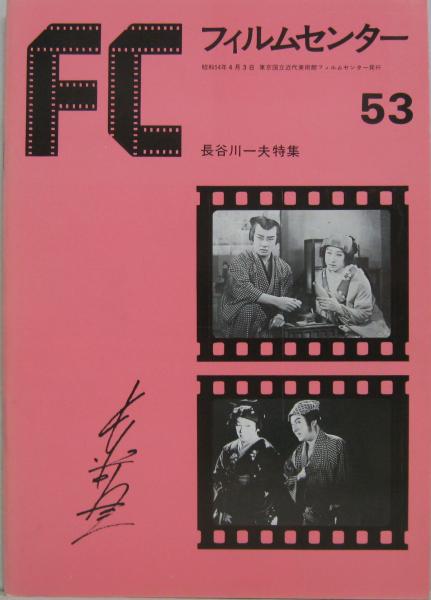 FC
フィルムセンター
昭和54年4月3日 東京国立近代美術館フィルムセンター発行
53
長谷川一夫特集